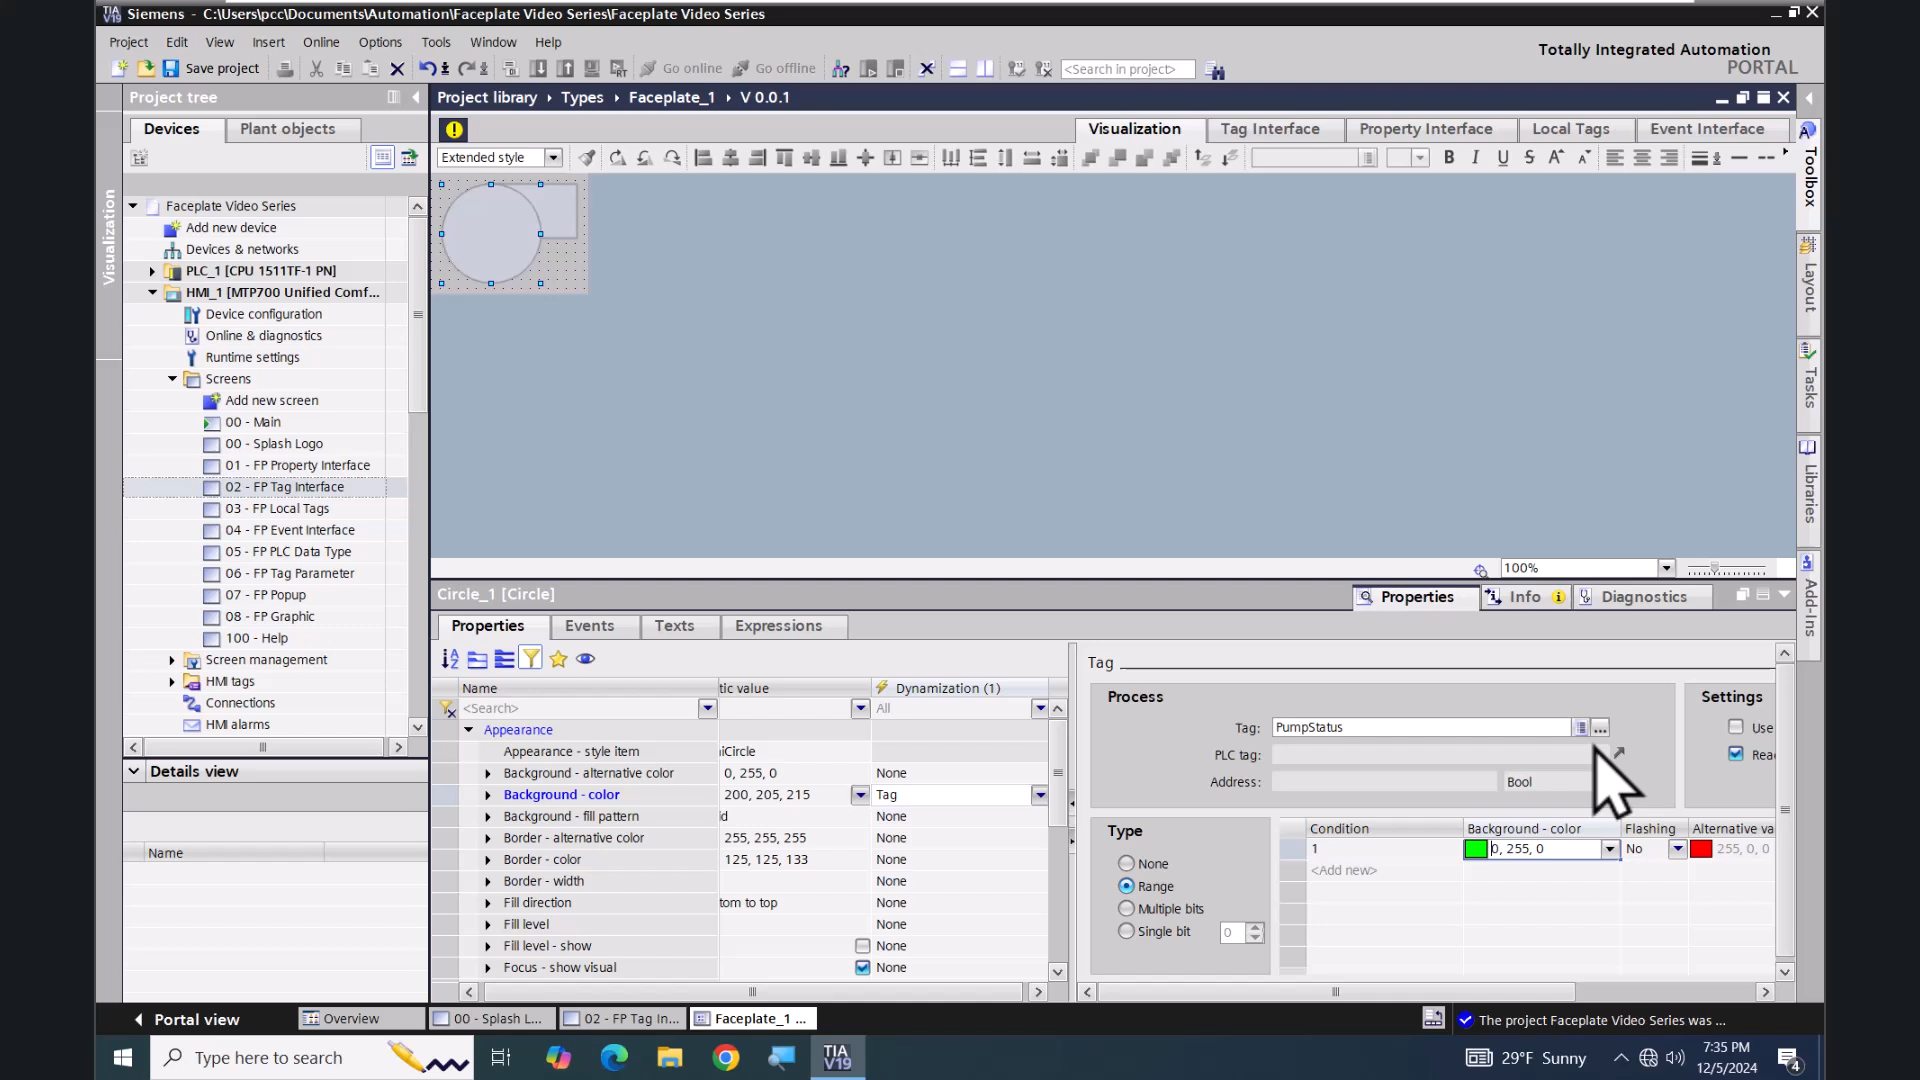 Siemens - C:\Users\pcc\Documents\Automation\Faceplate Video Series\Faceplate Video Series
Project Edit View Insert Online Options Tools Window Help
Totally Integrated Automation
PORTAL
Save project
Go online
Go offline
<Search in project>
Project tree
Project library › Types › Faceplate_1 › V 0.0.1
Devices
Plant objects
Visualization
Tag Interface
Property Interface
Local Tags
Event Interface
Extended style
B I U S A A
Visualization
Toolbox
Layout
Tasks
Libraries
Add-Ins
Faceplate Video Series
Add new device
Devices & networks
PLC_1 [CPU 1511TF-1 PN]
HMI_1 [MTP700 Unified Comf...
Device configuration
Online & diagnostics
Runtime settings
Screens
Add new screen
00 - Main
00 - Splash Logo
01 - FP Property Interface
02 - FP Tag Interface
03 - FP Local Tags
04 - FP Event Interface
05 - FP PLC Data Type
06 - FP Tag Parameter
07 - FP Popup
08 - FP Graphic
100 - Help
Screen management
HMI tags
Connections
HMI alarms
Details view
Name
100%
Circle_1 [Circle]
Properties
Info
Diagnostics
Properties
Events
Texts
Expressions
Name
tic value
Dynamization (1)
<Search>
All
Appearance
Appearance - style item
iiCircle
Background - alternative color 0, 255, 0 None
Background - color 200, 205, 215 Tag
Background - fill pattern ld None
Border - alternative color 255, 255, 255 None
Border - color 125, 125, 133 None
Border - width None
Fill direction tom to top None
Fill level None
Fill level - show None
Focus - show visual None
Tag
Process
Settings
Tag: PumpStatus
PLC tag:
Address:
Bool
Use
Read
Type
None
Range
Multiple bits
Single bit
0
Condition Background - color Flashing Alternative va
1 0, 255, 0 No 255, 0, 0
<Add new>
Portal view
Overview
00 - Splash L...
02 - FP Tag In...
Faceplate_1 ...
The project Faceplate Video Series was ...
Type here to search
TIA
V19
29°F Sunny
7:35 PM
12/5/2024
4